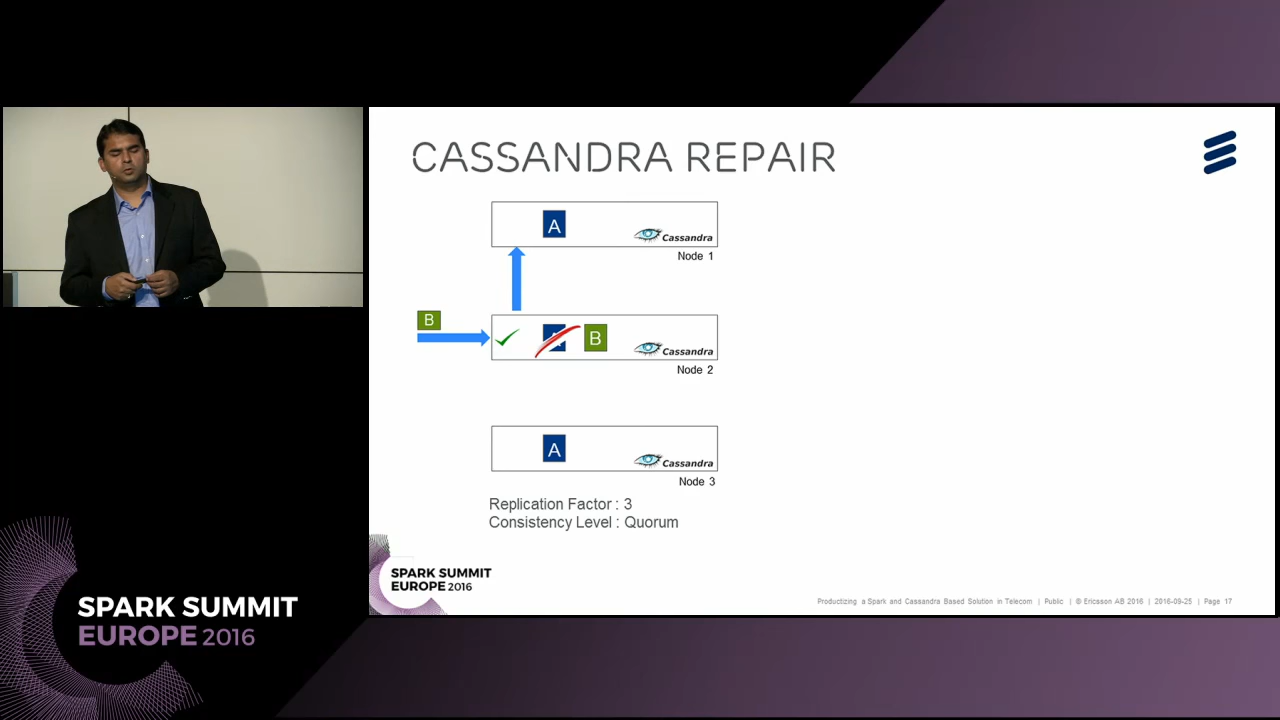 CASSANDRA REPAIR
A
Cassandra
Node 1
B
A
B
Cassandra
Node 2
A
Cassandra
Node 3
Replication Factor : 3
Consistency Level : Quorum
SPARK SUMMIT
EUROPE 2016
Productizing a Spark and Cassandra Based Solution in Telecom | Public | © Ericsson AB 2016 | 2016-09-25 | Page 17
SPARK SUMMIT
EUROPE 2016